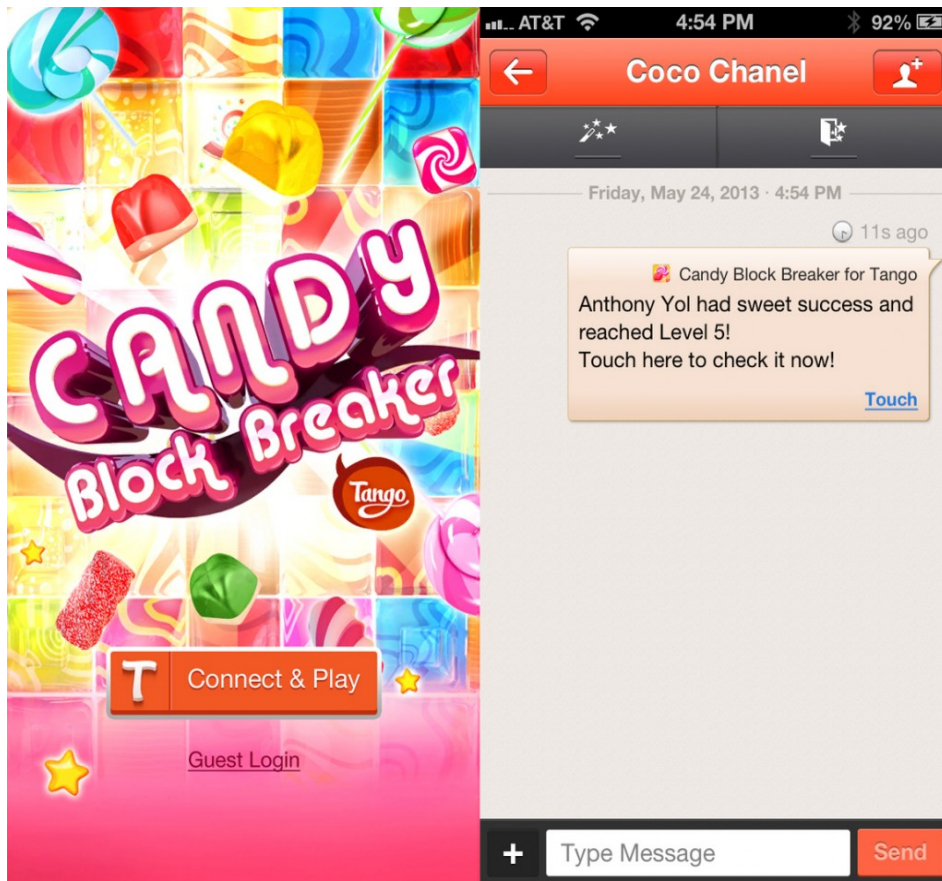 CANDY
Block Breaker
Tango
T
Connect & Play
Guest Login
AT&T
4:54 PM
92%
Coco Chanel
Friday, May 24, 2013 · 4:54 PM
11s ago
Candy Block Breaker for Tango
Anthony Yol had sweet success and
reached Level 5!
Touch here to check it now!
Touch
+ Type Message Send